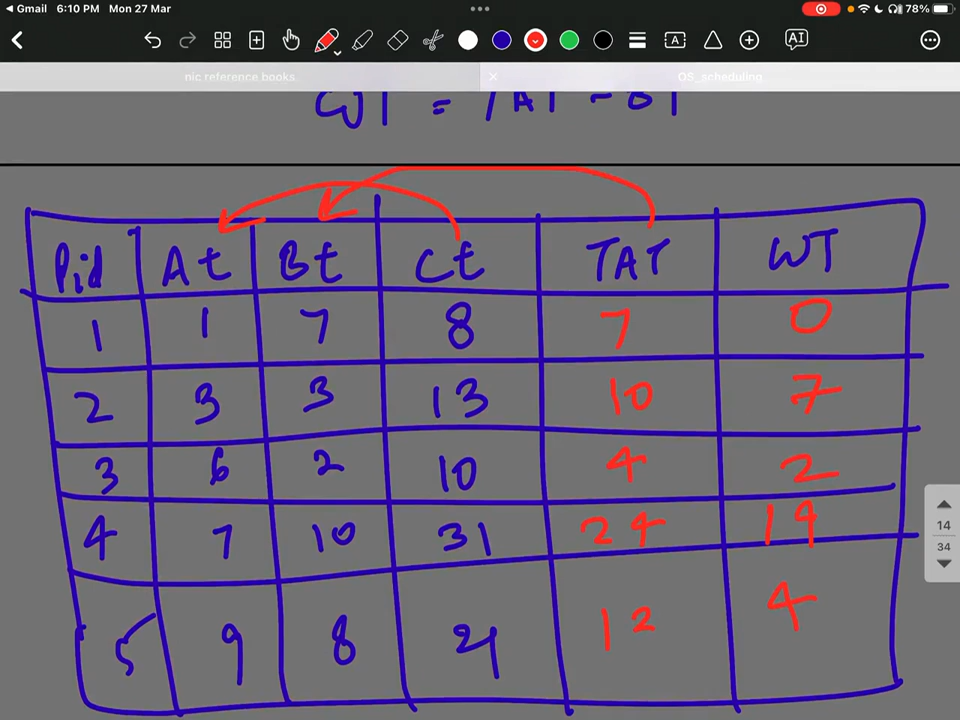 Gmail 6:10 PM Mon 27 Mar 78%
nic reference books OS_scheduling
WT = TAT - BT
Pid At Bt Ct TAT WT
1 1 7 8 7 0
2 3 3 13 10 7
3 6 2 10 4 2
4 7 10 31 24 14
5 9 8 21 12 4
14
34